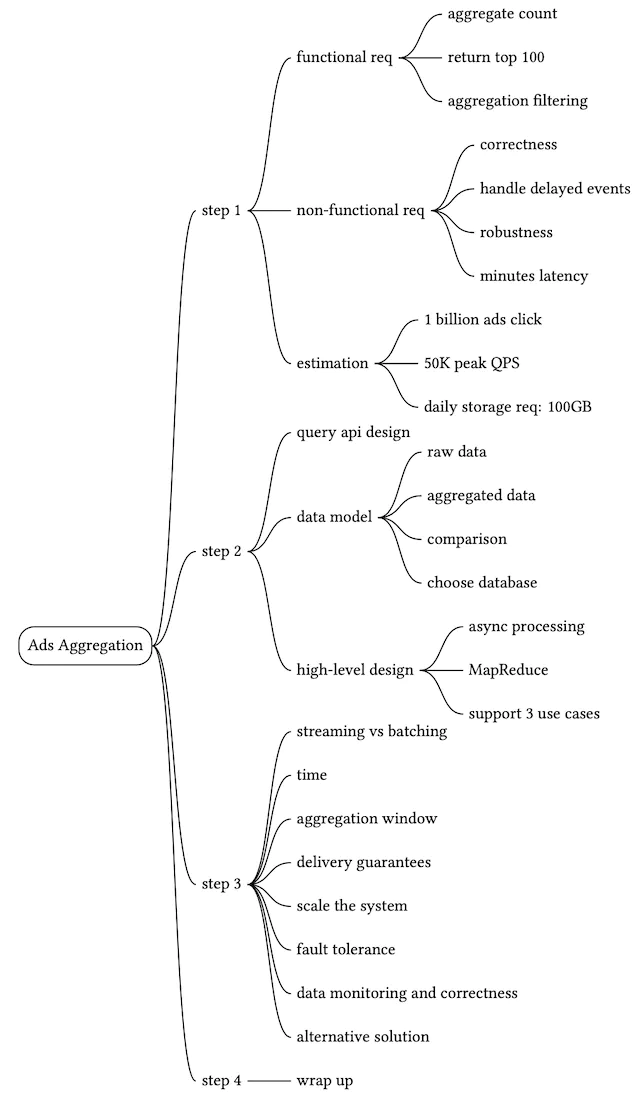 Ads Aggregation
step 1
functional req
aggregate count
return top 100
aggregation filtering
non-functional req
correctness
handle delayed events
robustness
minutes latency
estimation
1 billion ads click
50K peak QPS
daily storage req: 100GB
step 2
query api design
data model
raw data
aggregated data
comparison
choose database
high-level design
async processing
MapReduce
support 3 use cases
step 3
streaming vs batching
time
aggregation window
delivery guarantees
scale the system
fault tolerance
data monitoring and correctness
alternative solution
step 4
wrap up